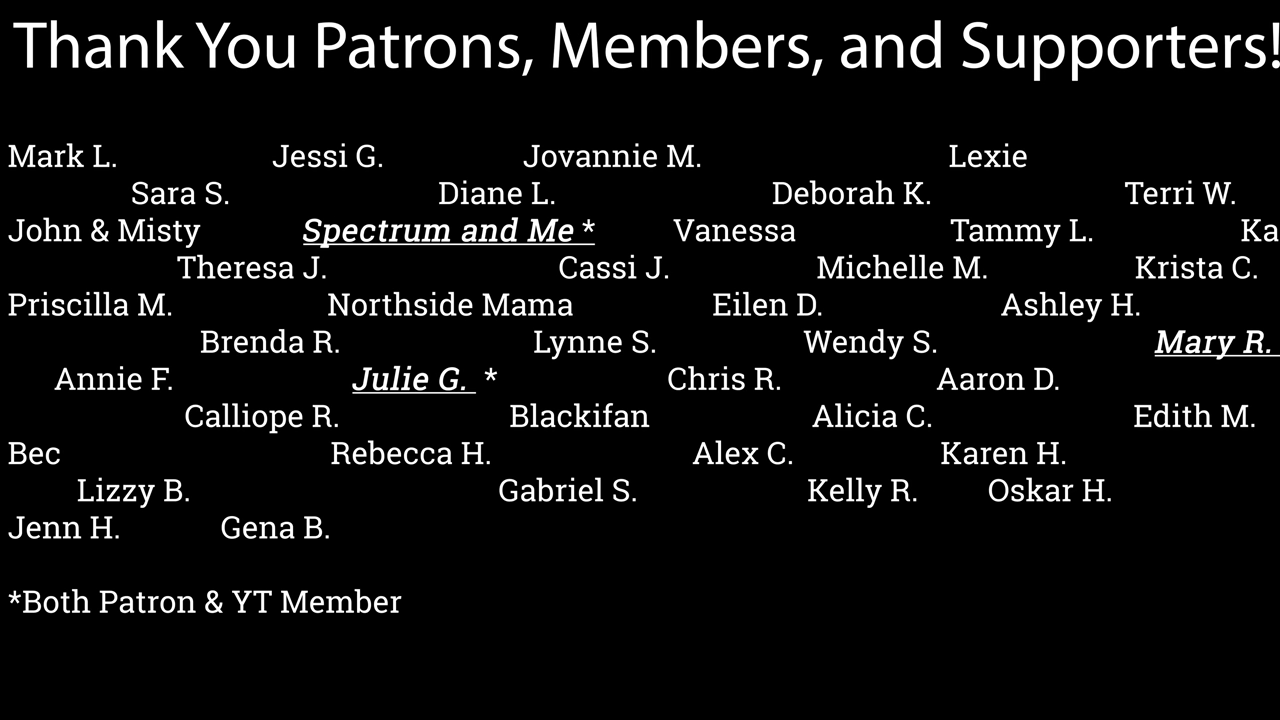 Thank You Patrons, Members, and Supporters!
Mark L. Jessi G. Jovannie M. Lexie
Sara S. Diane L. Deborah K. Terri W.
John & Misty Spectrum and Me * Vanessa Tammy L. Ka
Theresa J. Cassi J. Michelle M. Krista C.
Priscilla M. Northside Mama Eilen D. Ashley H.
Brenda R. Lynne S. Wendy S. Mary R.
Annie F. Julie G. * Chris R. Aaron D.
Calliope R. Blackifan Alicia C. Edith M.
Bec Rebecca H. Alex C. Karen H.
Lizzy B. Gabriel S. Kelly R. Oskar H.
Jenn H. Gena B.
*Both Patron & YT Member